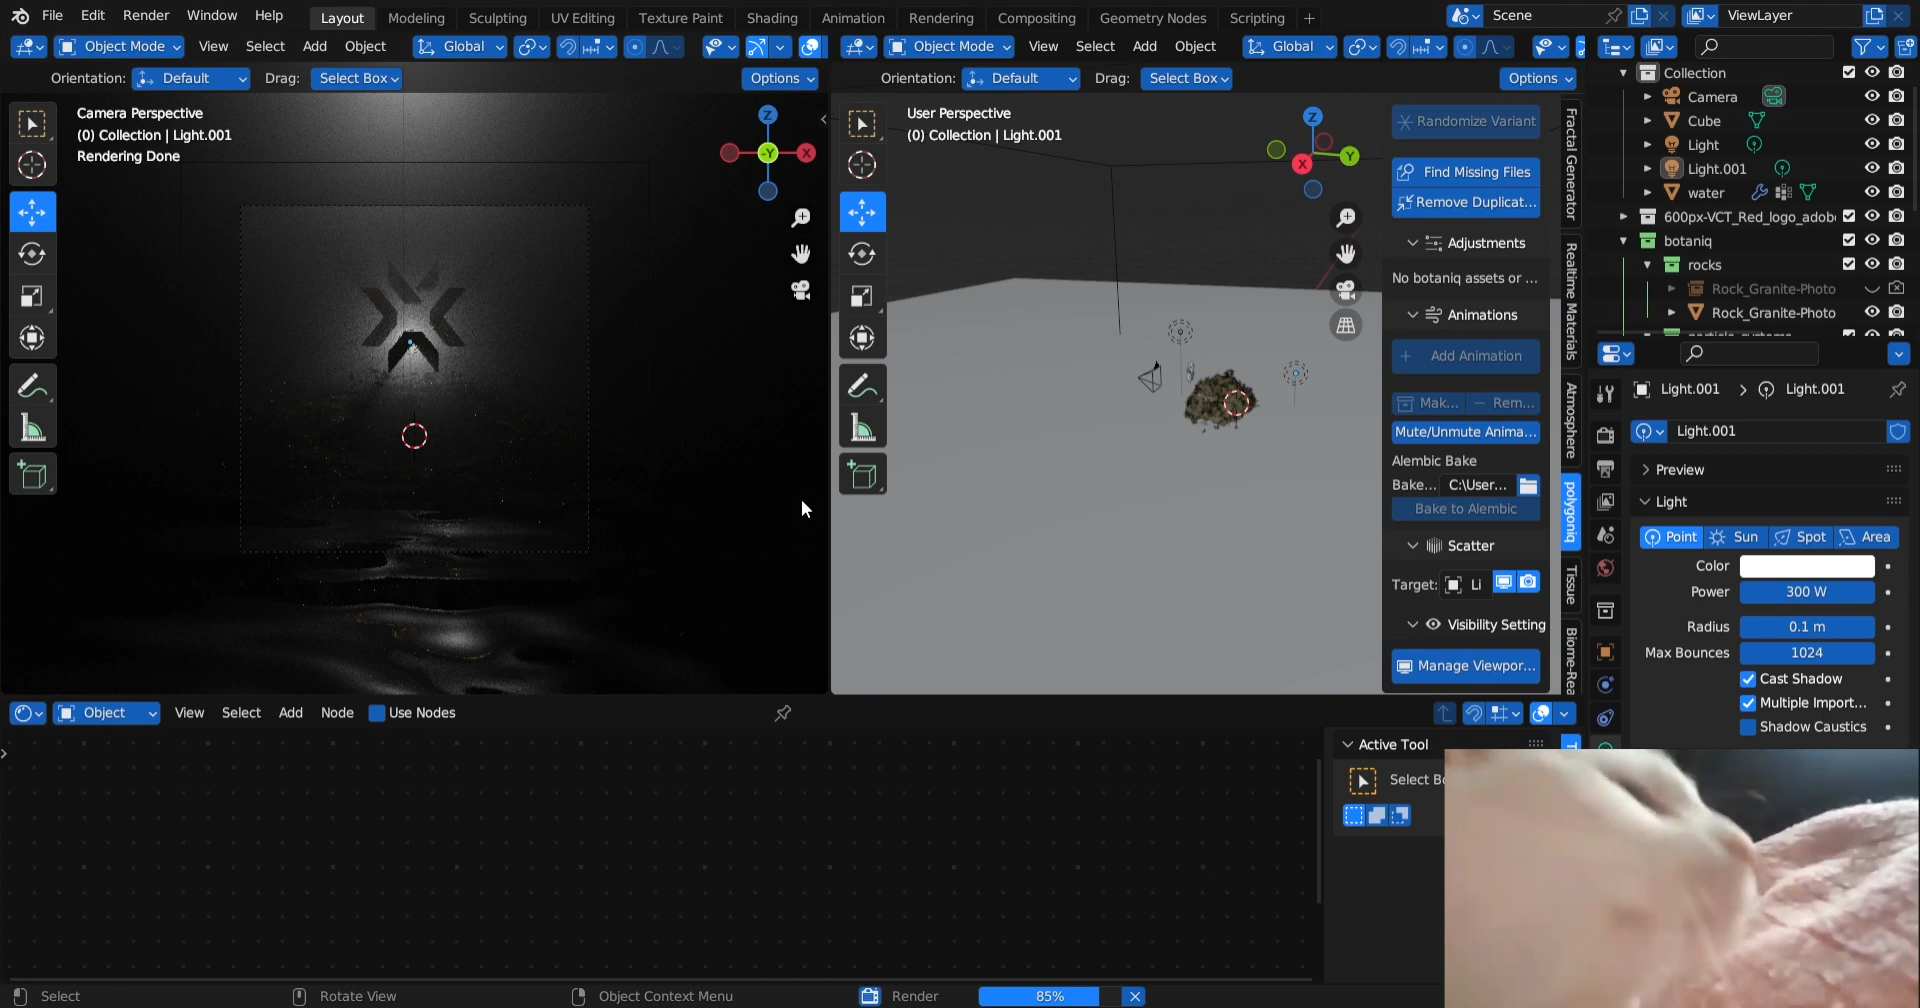 File Edit Render Window Help Layout Modeling Sculpting UV Editing Texture Paint Shading Animation Rendering Compositing Geometry Nodes Scripting + Scene ViewLayer
Object Mode View Select Add Object Global Object Mode View Select Add Object Global
Orientation: Default Drag: Select Box Options Orientation: Default Drag: Select Box Options
Camera Perspective
(0) Collection | Light.001
Rendering Done
Z
-Y
X
User Perspective
(0) Collection | Light.001
Z
X
Y
Randomize Variant
Find Missing Files
Remove Duplicat...
Adjustments
No botaniq assets or ...
Animations
Add Animation
Mak... Rem...
Mute/Unmute Anima...
Alembic Bake
Bake... C:\User...
Bake to Alembic
Scatter
Target: Li
Visibility Setting
Manage Viewpor...
Fractal Generator
Realtime Materials
Atmosphere
polygoniq
Tissue
Biome-Rea
Collection
Camera
Cube
Light
Light.001
water
600px-VCT_Red_logo_adob
botaniq
rocks
Rock_Granite-Photo
Rock_Granite-Photo
Light.001 > Light.001
Light.001
Preview
Light
Point Sun Spot Area
Color
Power 300 W
Radius 0.1 m
Max Bounces 1024
Cast Shadow
Multiple Import...
Shadow Caustics
Object View Select Add Node Use Nodes
Active Tool
Select B
Select Rotate View Object Context Menu Render 85%